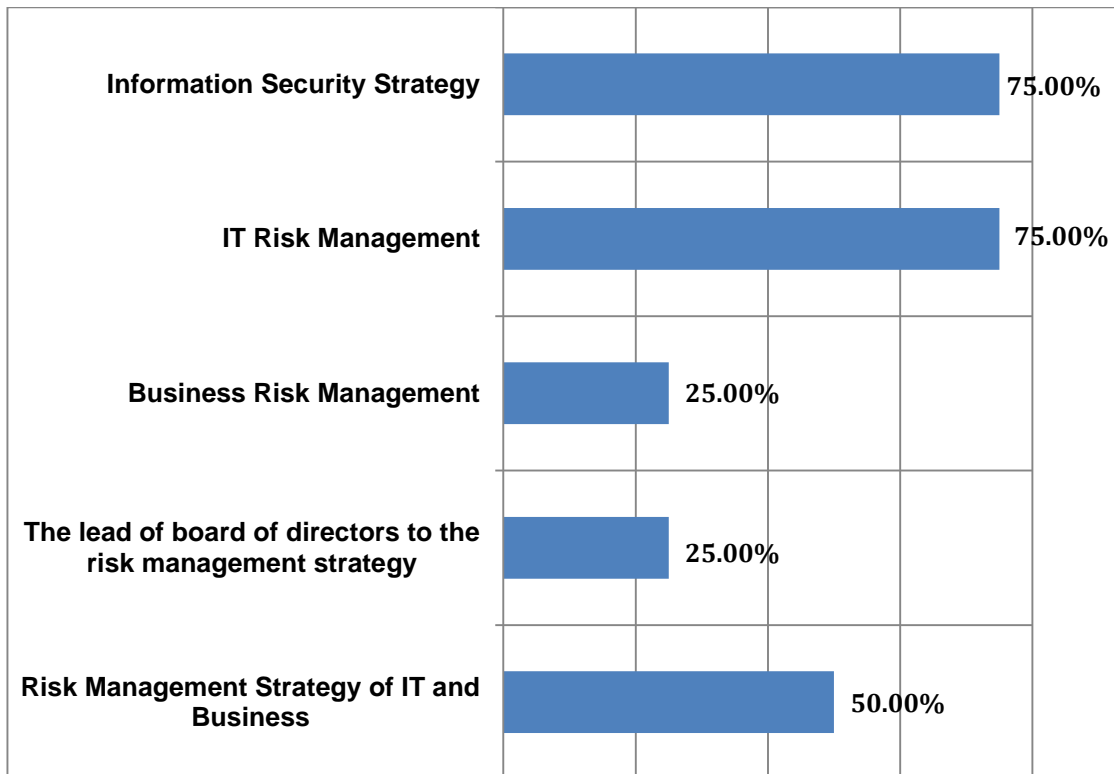 Information Security Strategy
75.00%
IT Risk Management
75.00%
Business Risk Management
25.00%
The lead of board of directors to the
risk management strategy
25.00%
Risk Management Strategy of IT and
Business
50.00%